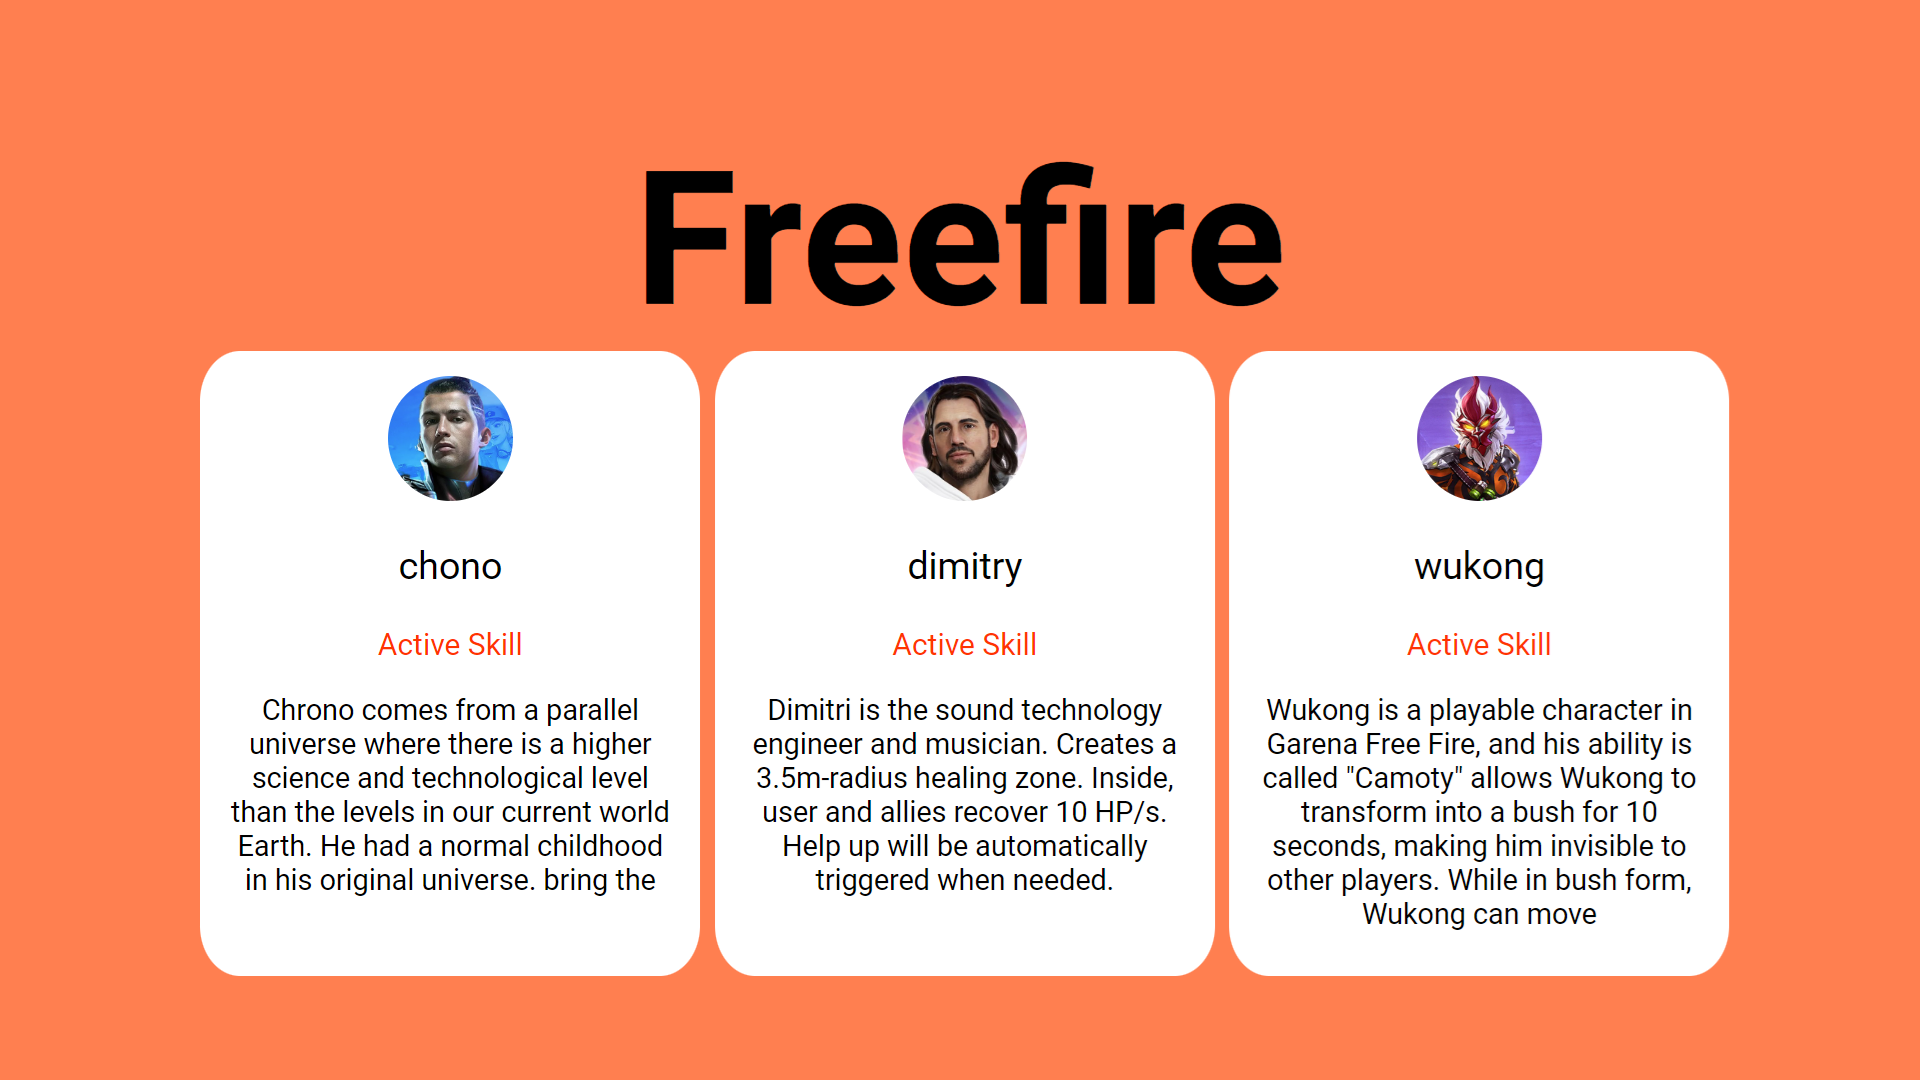 Freefire
chono
Active Skill
Chrono comes from a parallel
universe where there is a higher
science and technological level
than the levels in our current world
Earth. He had a normal childhood
in his original universe. bring the
dimitry
Active Skill
Dimitri is the sound technology
engineer and musician. Creates a
3.5m-radius healing zone. Inside,
user and allies recover 10 HP/s.
Help up will be automatically
triggered when needed.
wukong
Active Skill
Wukong is a playable character in
Garena Free Fire, and his ability is
called "Camoty" allows Wukong to
transform into a bush for 10
seconds, making him invisible to
other players. While in bush form,
Wukong can move